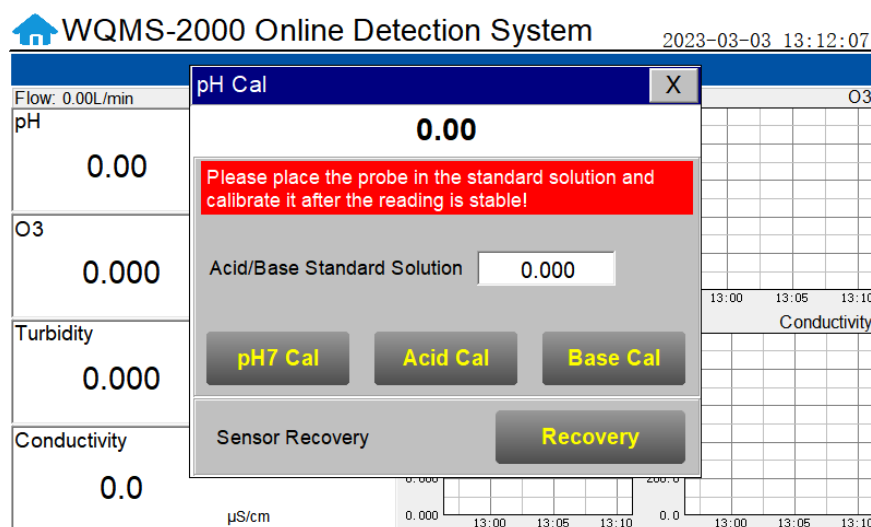 WQMS-2000 Online Detection System
2023-03-03 13:12:07
Flow: 0.00L/min
pH
0.00
O3
0.000
Turbidity
0.000
Conductivity
0.0
µS/cm
pH Cal
X
0.00
Please place the probe in the standard solution and
calibrate it after the reading is stable!
Acid/Base Standard Solution 0.000
pH7 Cal Acid Cal Base Cal
Sensor Recovery Recovery
O3
13:00 13:05 13:10
Conductivity
0.000
13:00 13:05 13:10
0.0
13:00 13:05 13:10